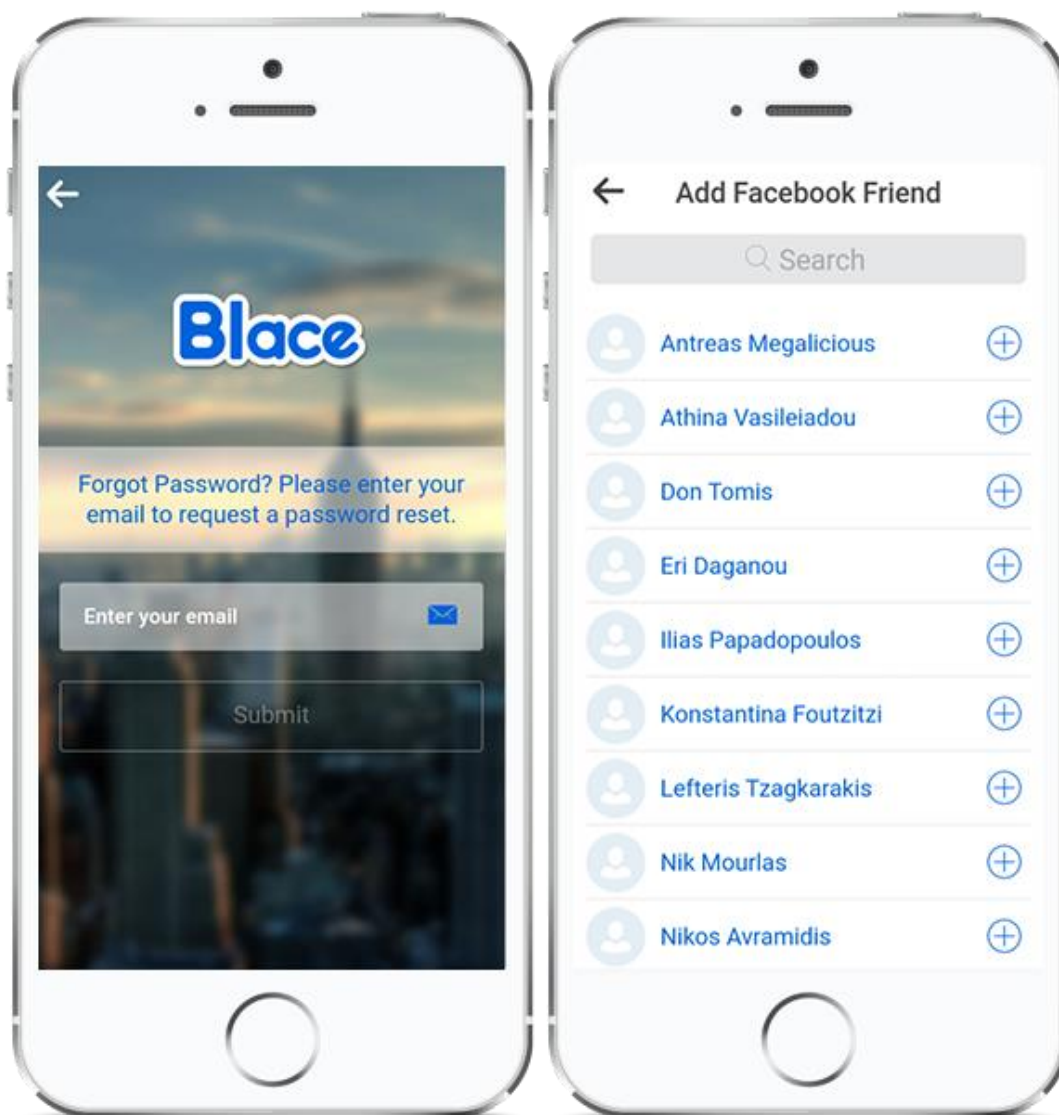 Blace
Forgot Password? Please enter your
email to request a password reset.
Enter your email
Submit
Add Facebook Friend
Search
Antreas Megalicious
Athina Vasileiadou
Don Tomis
Eri Daganou
Ilias Papadopoulos
Konstantina Foutzitzi
Lefteris Tzagkarakis
Nik Mourlas
Nikos Avramidis